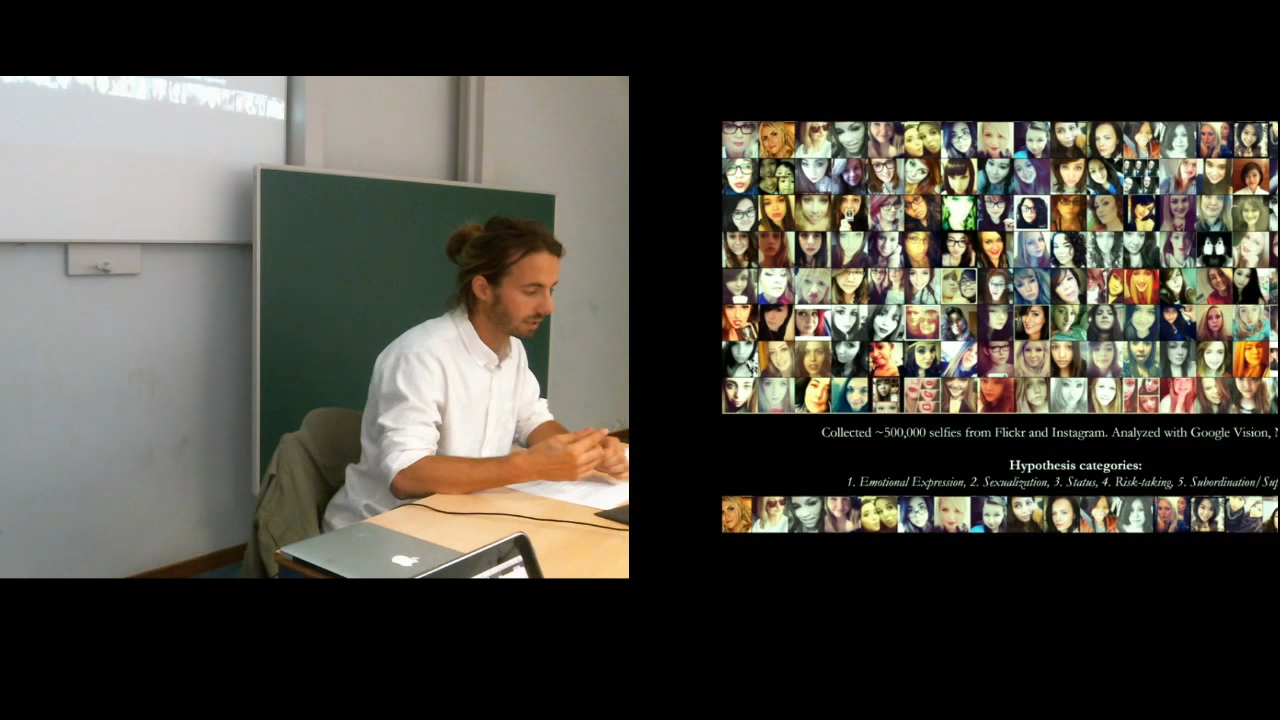 Collected ~500,000 selfies from Flickr and Instagram. Analyzed with Google Vision,
Hypothesis categories:
1. Emotional Expression, 2. Sexualization, 3. Status, 4. Risk-taking, 5. Subordination/